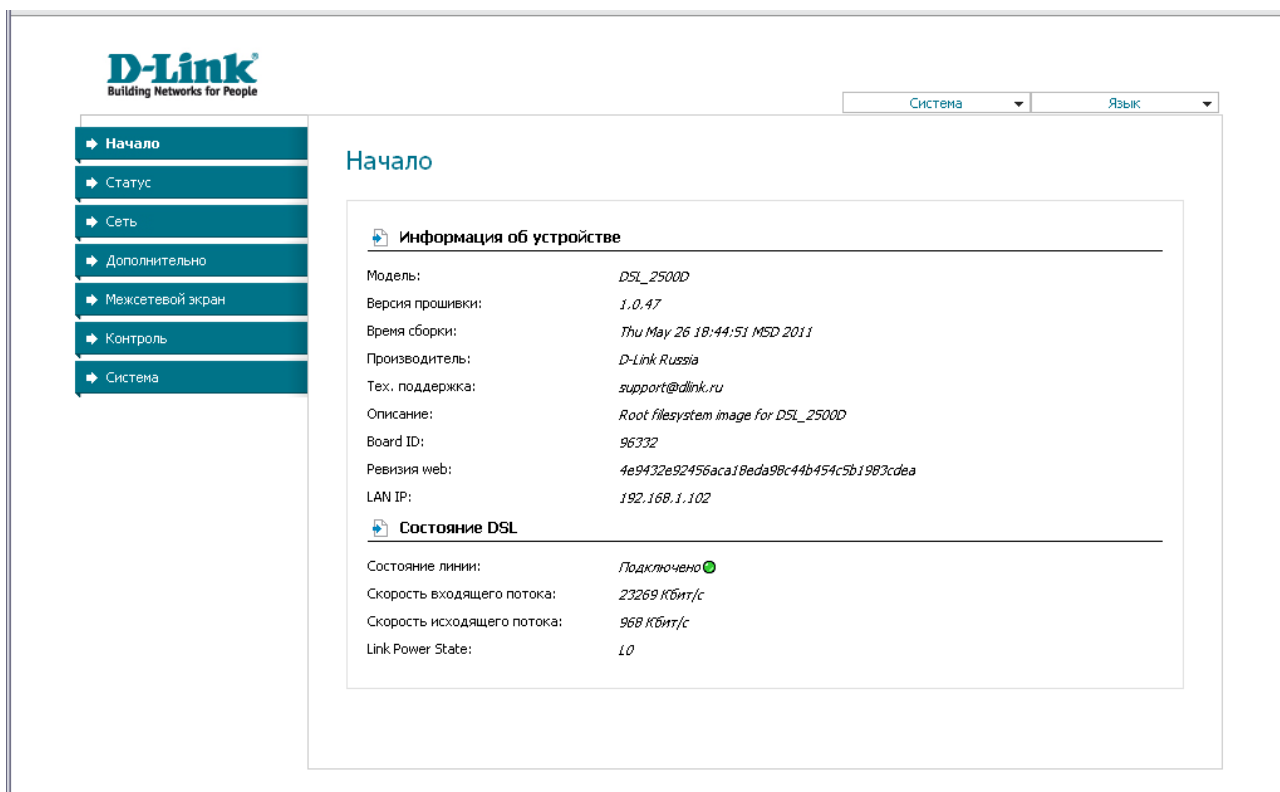 D-Link®
Building Networks for People
Система Язык
Начало
Статус
Сеть
Дополнительно
Межсетевой экран
Контроль
Система
Начало
Информация об устройстве
Модель: DSL_2500D
Версия прошивки: 1.0.47
Время сборки: Thu May 26 18:44:51 MSD 2011
Производитель: D-Link Russia
Тех. поддержка: support@dlink.ru
Описание: Root filesystem image for DSL_2500D
Board ID: 96332
Ревизия web: 4e9432e92456aca18eda98c44b454c5b1983cdea
LAN IP: 192.168.1.102
Состояние DSL
Состояние линии: Подключено
Скорость входящего потока: 23269 Кбит/с
Скорость исходящего потока: 968 Кбит/с
Link Power State: L0